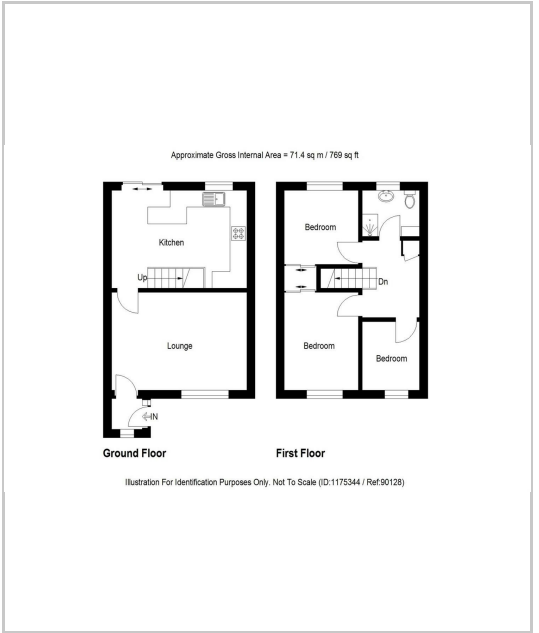 Approximate Gross Internal Area = 71.4 sq m / 769 sq ft
Kitchen
Up
Lounge
IN
Ground Floor
Bedroom
Dn
Bedroom
Bedroom
First Floor
Illustration For Identification Purposes Only. Not To Scale (ID:1175344 / Ref:90128)